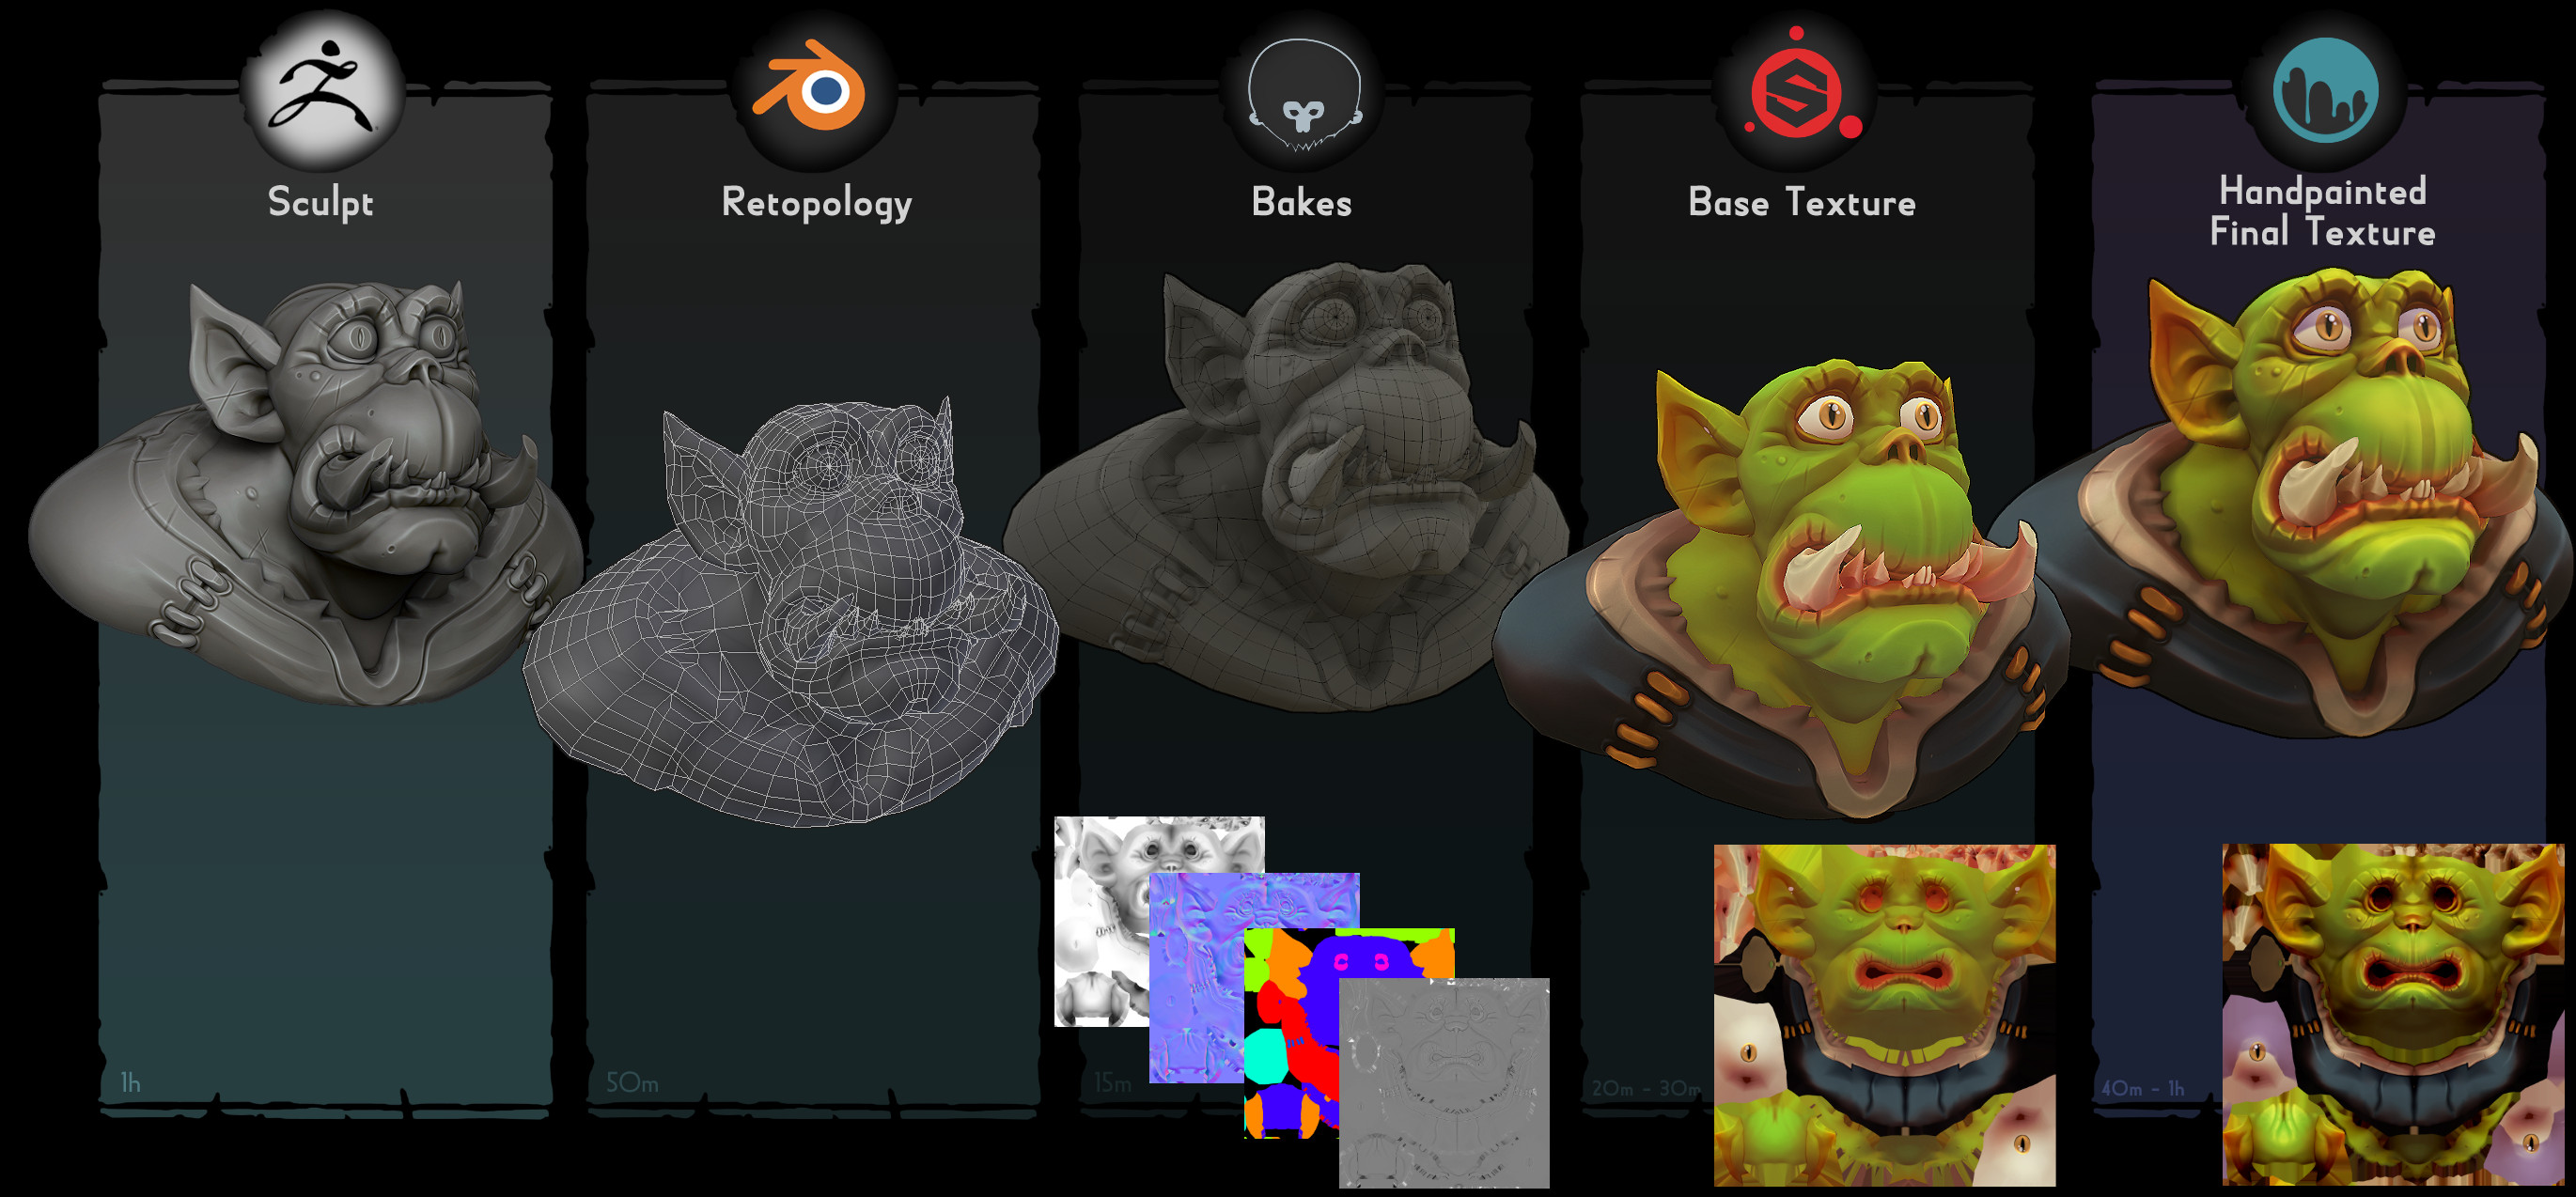 Sculpt
Retopology
Bakes
Base Texture
Handpainted
Final Texture
1h
50m
15m
20m - 30m
40m - 1h